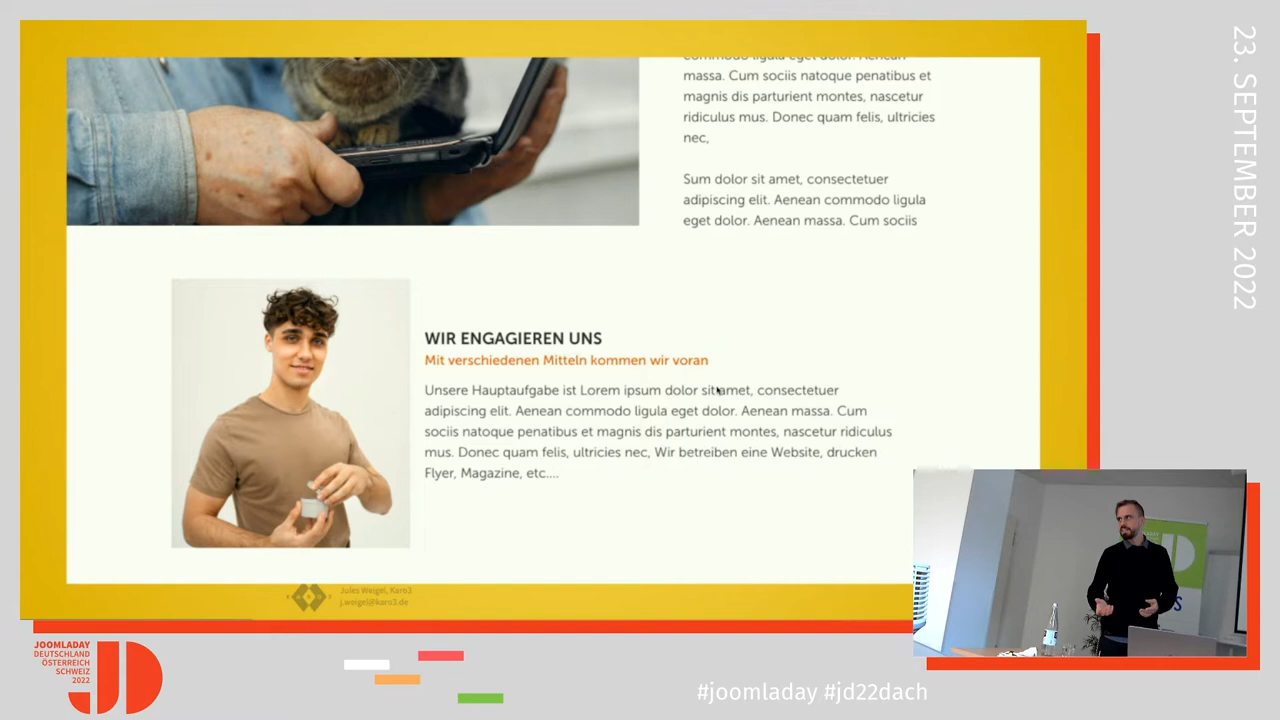 commodo ligula eget dolor. Aenean
massa. Cum sociis natoque penatibus et
magnis dis parturient montes, nascetur
ridiculus mus. Donec quam felis, ultricies
nec,
Sum dolor sit amet, consectetuer
adipiscing elit. Aenean commodo ligula
eget dolor. Aenean massa. Cum sociis
WIR ENGAGIEREN UNS
Mit verschiedenen Mitteln kommen wir voran
Unsere Hauptaufgabe ist Lorem ipsum dolor sit amet, consectetuer
adipiscing elit. Aenean commodo ligula eget dolor. Aenean massa. Cum
sociis natoque penatibus et magnis dis parturient montes, nascetur ridiculus
mus. Donec quam felis, ultricies nec, Wir betreiben eine Website, drucken
Flyer, Magazine, etc....
Jules Weigel, Karo3
j.weigel@karo3.de
23. SEPTEMBER 2022
JOOMLADAY
DEUTSCHLAND
ÖSTERREICH
SCHWEIZ
2022
JD
#joomladay #jd22dach